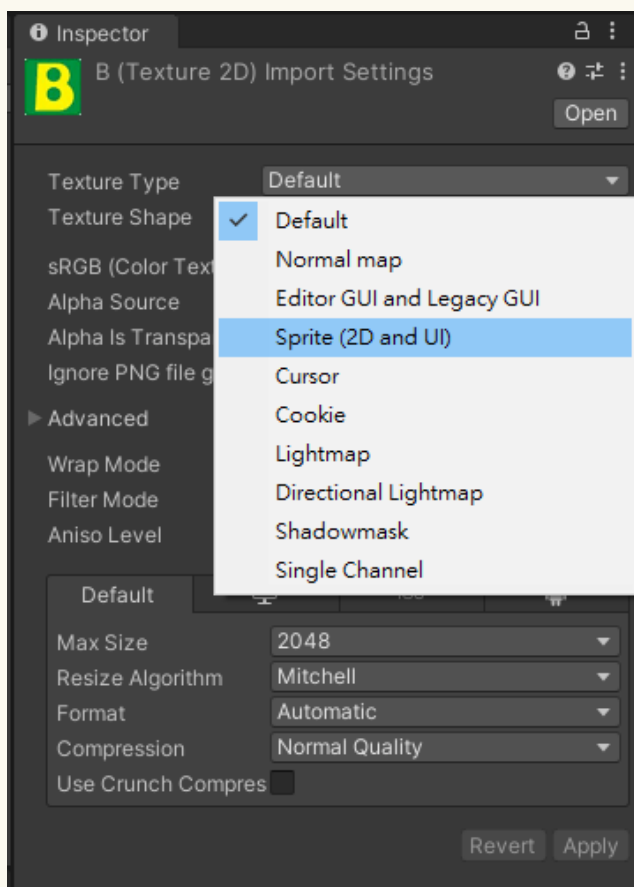 Inspector
B
B (Texture 2D) Import Settings
Open
Texture Type Default
Texture Shape
Default
Normal map
sRGB (Color Tex
Editor GUI and Legacy GUI
Alpha Source
Alpha Is Transpa
Sprite (2D and UI)
Ignore PNG file g
Cursor
Cookie
Advanced
Lightmap
Wrap Mode
Directional Lightmap
Filter Mode
Shadowmask
Aniso Level
Single Channel
Default
Max Size 2048
Resize Algorithm Mitchell
Format Automatic
Compression Normal Quality
Use Crunch Compres
Revert Apply